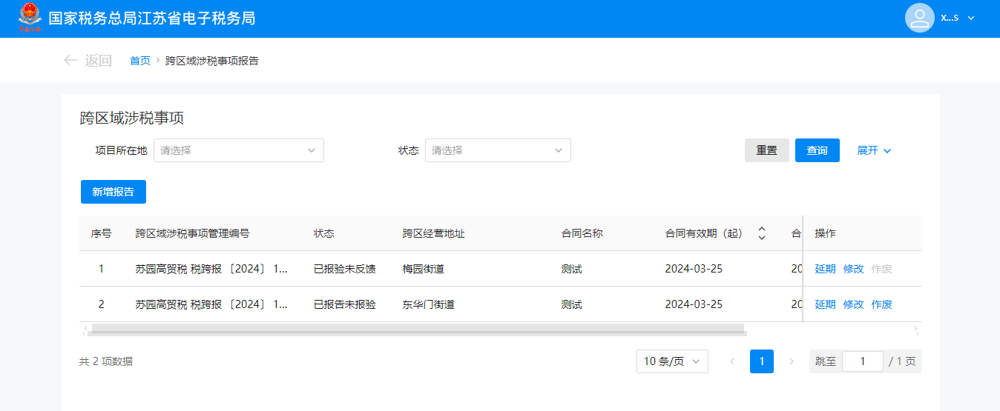 国家税务总局江苏省电子税务局
x...s
返回 首页 > 跨区域涉税事项报告
跨区域涉税事项
项目所在地 请选择 状态 请选择 重置 查询 展开
新增报告
序号 跨区域涉税事项管理编号 状态 跨区经营地址 合同名称 合同有效期（起） 合 操作
1 苏园高贸税 税跨报 〔2024〕 1... 已报验未反馈 梅园街道 测试 2024-03-25 20 延期 修改 作废
2 苏园高贸税 税跨报 〔2024〕 1... 已报告未报验 东华门街道 测试 2024-03-25 20 延期 修改 作废
共 2 项数据 10 条/页 1 跳至 1 / 1 页